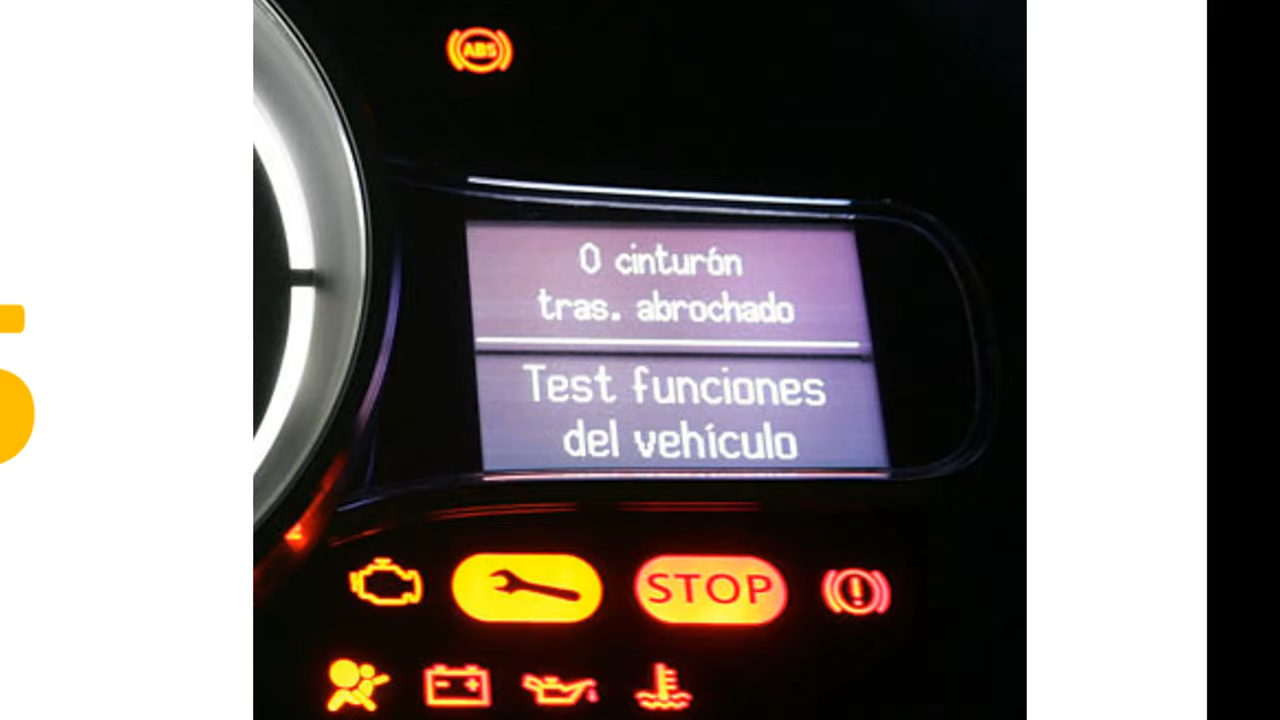 ABS
0 cinturón
tras. abrochado
Test funciones
del vehículo
STOP